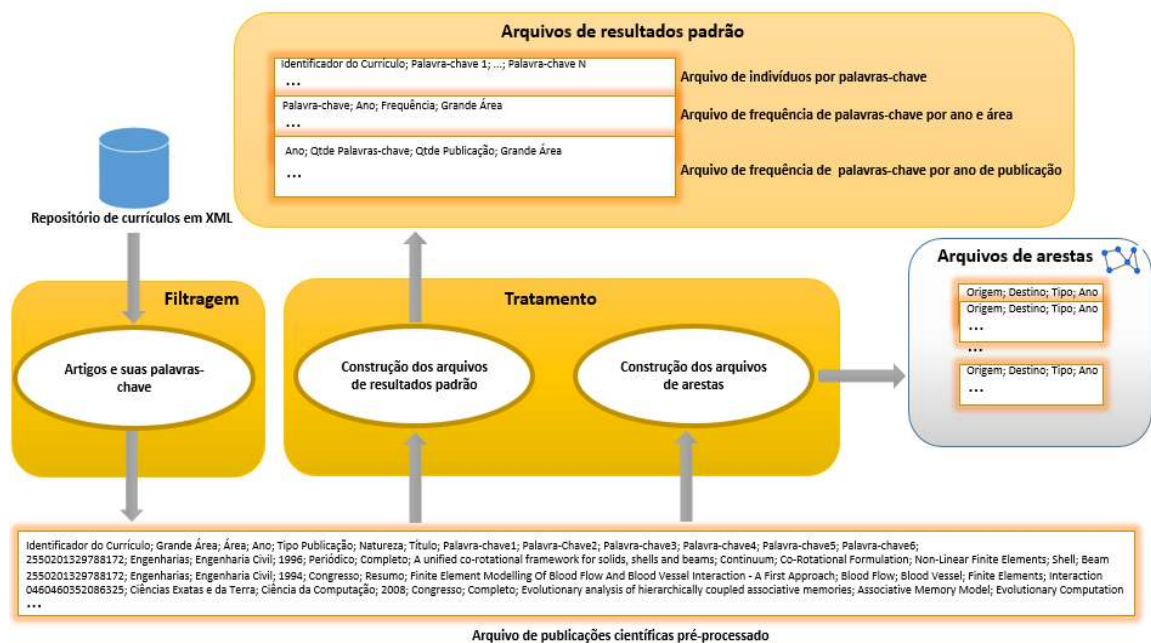 Arquivos de resultados padrão
Identificador do Currículo; Palavra-chave 1; ...; Palavra-chave N
...
Arquivo de indivíduos por palavras-chave
Palavra-chave; Ano; Frequência; Grande Área
...
Arquivo de frequência de palavras-chave por ano e área
Ano; Qtde Palavras-chave; Qtde Publicação; Grande Área
...
Arquivo de frequência de palavras-chave por ano de publicação
Repositório de currículos em XML
Filtragem
Artigos e suas palavras-
chave
Tratamento
Construção dos arquivos
de resultados padrão
Construção dos arquivos
de arestas
Arquivos de arestas
Origem; Destino; Tipo; Ano
Origem; Destino; Tipo; Ano
...
...
Origem; Destino; Tipo; Ano
...
Identificador do Currículo; Grande Área; Área; Ano; Tipo Publicação; Natureza; Título; Palavra-chave1; Palavra-Chave2; Palavra-chave3; Palavra-chave4; Palavra-chave5; Palavra-chave6;
2550201329788172; Engenharias; Engenharia Civil; 1996; Periódico; Completo; A unified co-rotational framework for solids, shells and beams; Continuum; Co-Rotational Formulation; Non-Linear Finite Elements; Shell; Beam
2550201329788172; Engenharias; Engenharia Civil; 1994; Congresso; Resumo; Finite Element Modelling Of Blood Flow And Blood Vessel Interaction - A First Approach; Blood Flow; Blood Vessel; Finite Elements; Interaction
0460460352086325; Ciências Exatas e da Terra; Ciência da Computação; 2008; Congresso; Completo; Evolutionary analysis of hierarchically coupled associative memories; Associative Memory Model; Evolutionary Computation
...
Arquivo de publicações científicas pré-processado